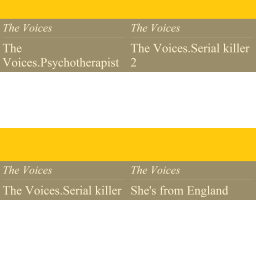 The Voices The Voices
The The Voices.Serial killer
Voices.Psychotherapist 2
The Voices The Voices
The Voices.Serial killer She's from England